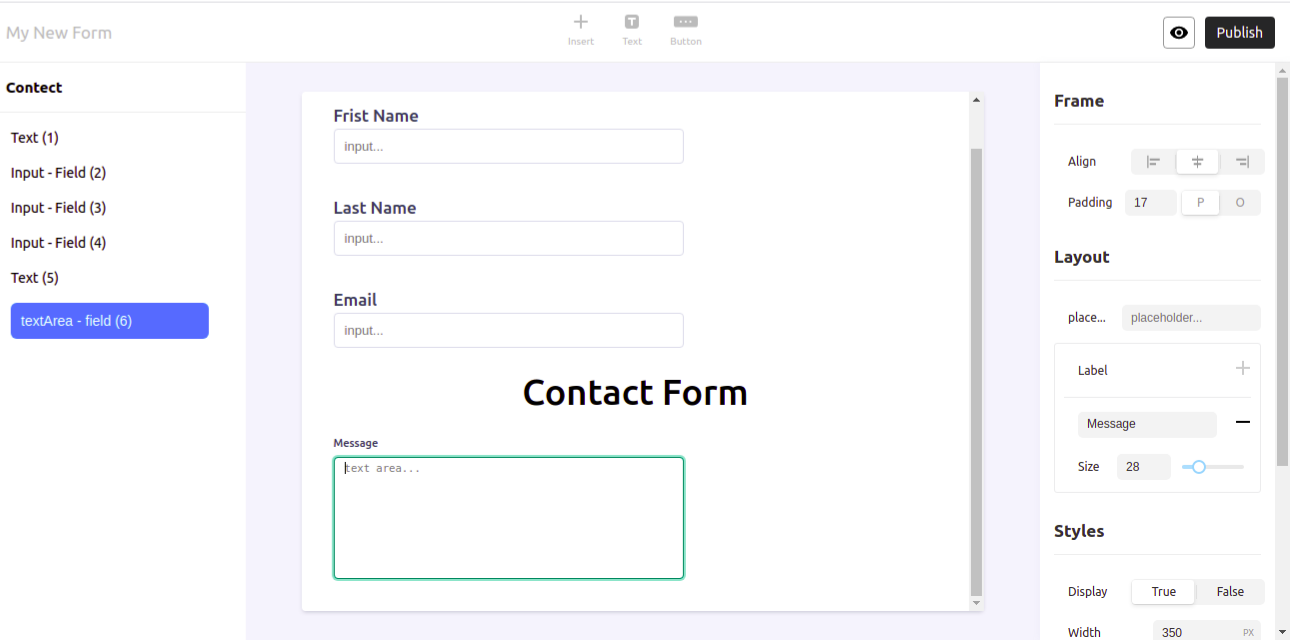 My New Form
Insert
Text
Button
Publish
Contect
Text (1)
Input - Field (2)
Input - Field (3)
Input - Field (4)
Text (5)
textArea - field (6)
Frist Name
input...
Last Name
input...
Email
input...
Contact Form
Message
text area...
Frame
Align
Padding 17 P O
Layout
place... placeholder...
Label
Message
Size 28
Styles
Display True False
Width 350 PX